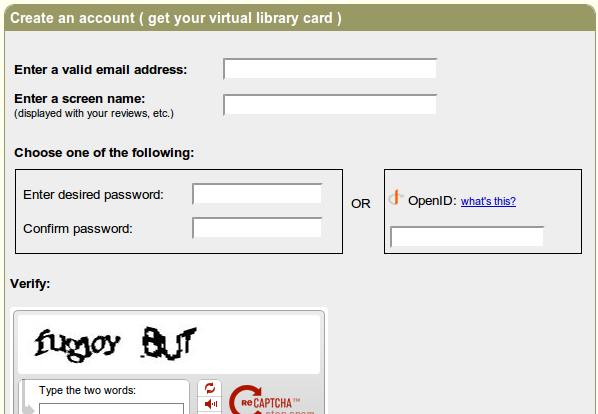 Create an account ( get your virtual library card )
Enter a valid email address:
Enter a screen name:
(displayed with your reviews, etc.)
Choose one of the following:
Enter desired password:
Confirm password:
OR
OpenID: what's this?
Verify:
BUT
Type the two words:
reCAPTCHA™
stop spam